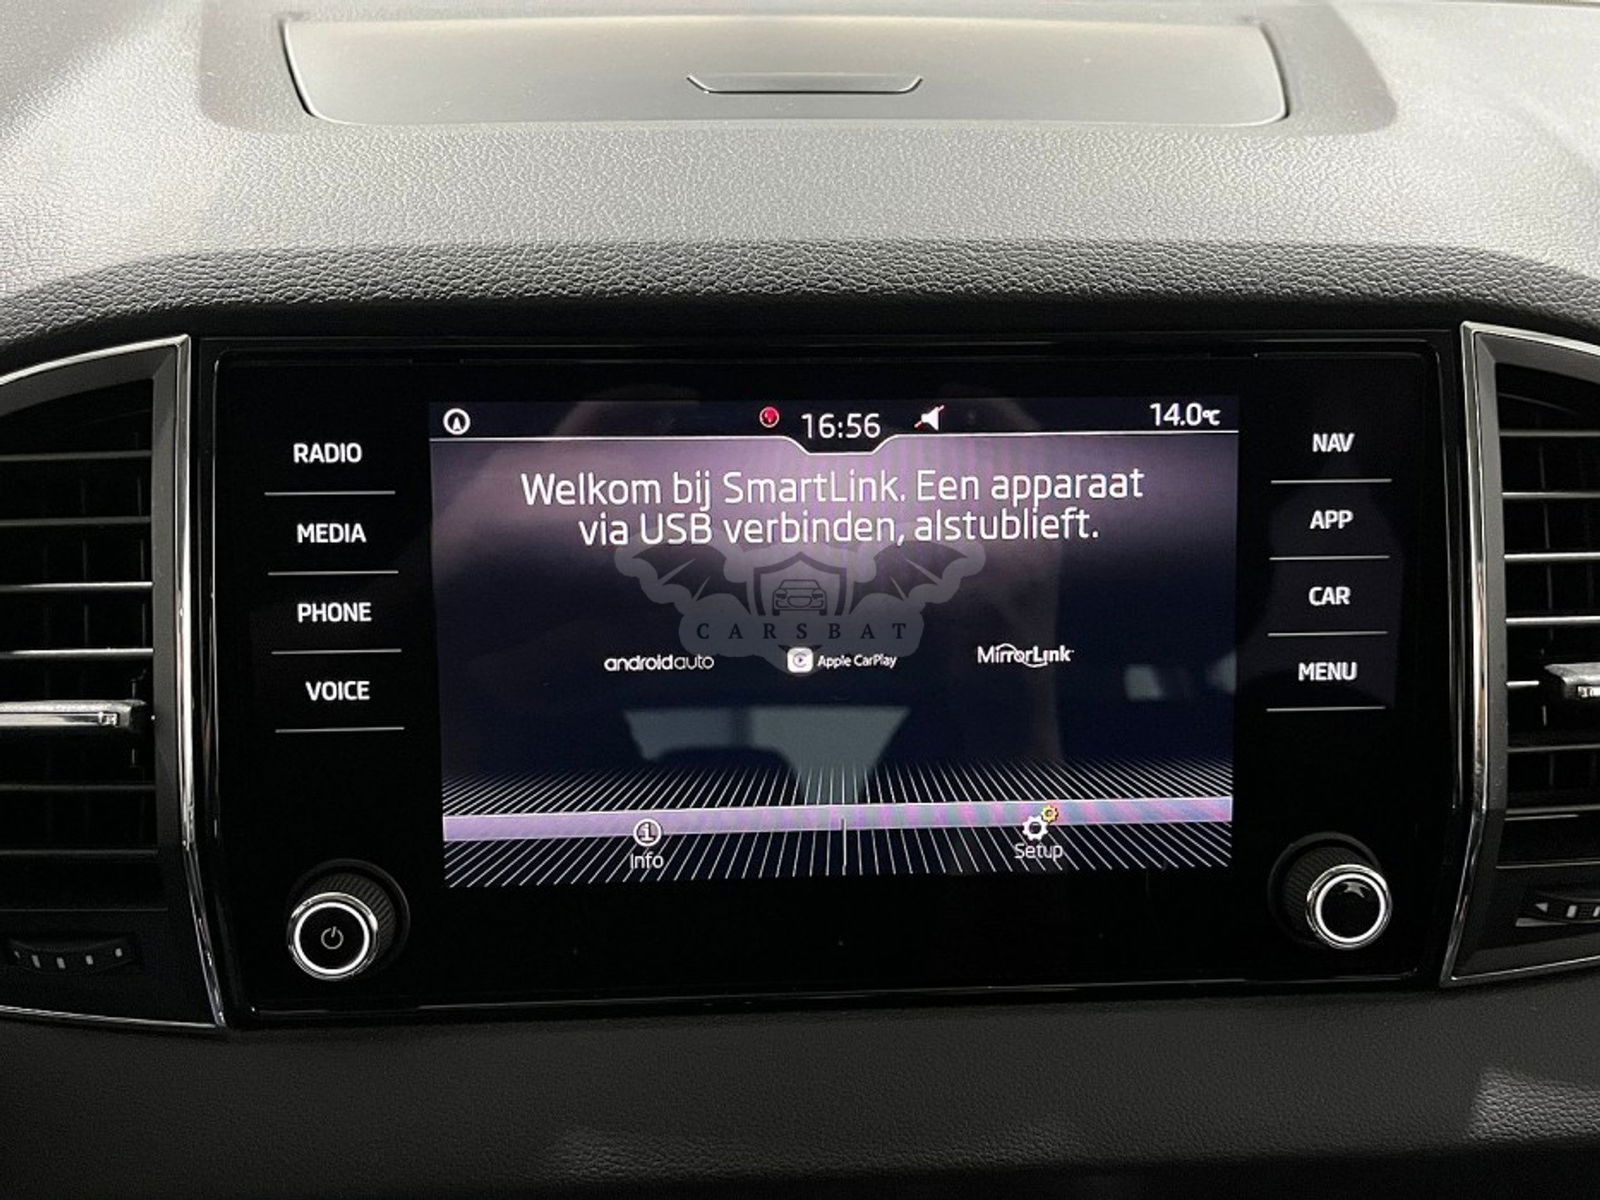 16:56
14.0°C
RADIO
MEDIA
PHONE
VOICE
Welkom bij SmartLink. Een apparaat
via USB verbinden, alstublieft.
CARSBAT
androidauto
Apple CarPlay
MirrorLink
Info
Setup
NAV
APP
CAR
MENU